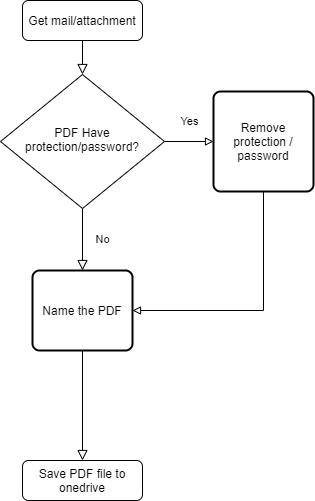 Get mail/attachment
PDF Have
protection/password?
Yes
Remove
protection /
password
No
Name the PDF
Save PDF file to
onedrive